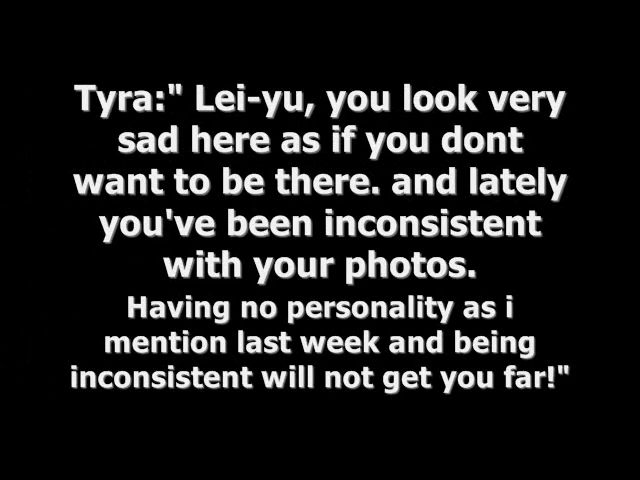 Tyra:" Lei-yu, you look very
sad here as if you dont
want to be there. and lately
you've been inconsistent
with your photos.
Having no personality as i
mention last week and being
inconsistent will not get you far!"